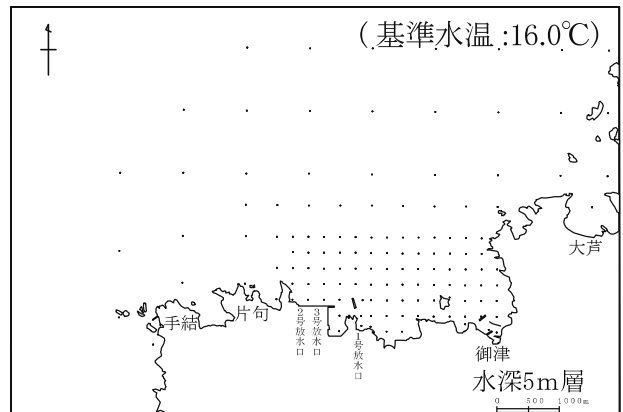 (基準水温:16.0℃)
大芦
手結
片句
2号放水口
3号放水口
1号放水口
御津
水深5m層
0 500 1000m